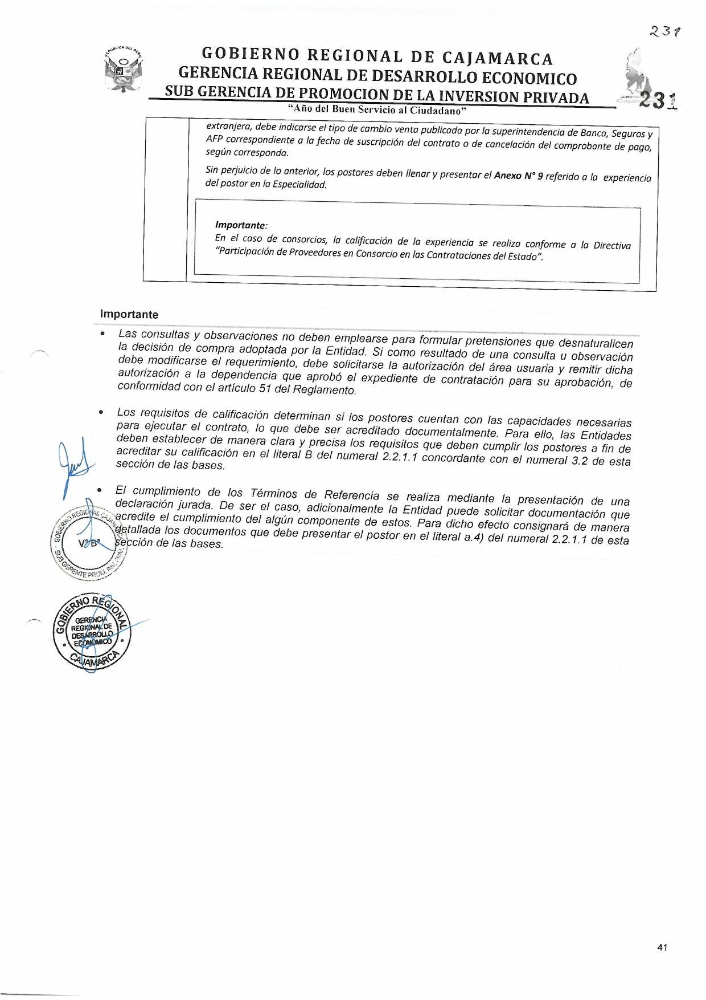 231
REPUBLICA DEL PERU
GOBIERNO REGIONAL DE CAJAMARCA
GERENCIA REGIONAL DE DESARROLLO ECONOMICO
SUB GERENCIA DE PROMOCION DE LA INVERSION PRIVADA
231
“Año del Buen Servicio al Ciudadano”
extranjera, debe indicarse el tipo de cambio venta publicada por la superintendencia de Banca, Seguros y
AFP correspondiente a la fecha de suscripción del contrato o de cancelación del comprobante de pago,
según corresponda.
Sin perjuicio de lo anterior, los postores deben llenar y presentar el Anexo N° 9 referido a la experiencia
del postor en la Especialidad.
Importante:
En el caso de consorcios, la calificación de la experiencia se realiza conforme a la Directiva
“Participación de Proveedores en Consorcio en las Contrataciones del Estado”.
Importante
• Las consultas y observaciones no deben emplearse para formular pretensiones que desnaturalicen
la decisión de compra adoptada por la Entidad. Si como resultado de una consulta u observación
debe modificarse el requerimiento, debe solicitarse la autorización del área usuaria y remitir dicha
autorización a la dependencia que aprobó el expediente de contratación para su aprobación, de
conformidad con el artículo 51 del Reglamento.
• Los requisitos de calificación determinan si los postores cuentan con las capacidades necesarias
para ejecutar el contrato, lo que debe ser acreditado documentalmente. Para ello, las Entidades
deben establecer de manera clara y precisa los requisitos que deben cumplir los postores a fin de
acreditar su calificación en el literal B del numeral 2.2.1.1 concordante con el numeral 3.2 de esta
sección de las bases.
• El cumplimiento de los Términos de Referencia se realiza mediante la presentación de una
declaración jurada. De ser el caso, adicionalmente la Entidad puede solicitar documentación que
acredite el cumplimiento del algún componente de estos. Para dicho efecto consignará de manera
detallada los documentos que debe presentar el postor en el literal a.4) del numeral 2.2.1.1 de esta
sección de las bases.
GOBIERNO REGIONAL CAJAMARCA
V°B°
SUB GERENTE PROM. INV. PRIV.
GOBIERNO REGIONAL
GERENCIA
REGIONAL DE
DESARROLLO
ECONOMICO
CAJAMARCA
41